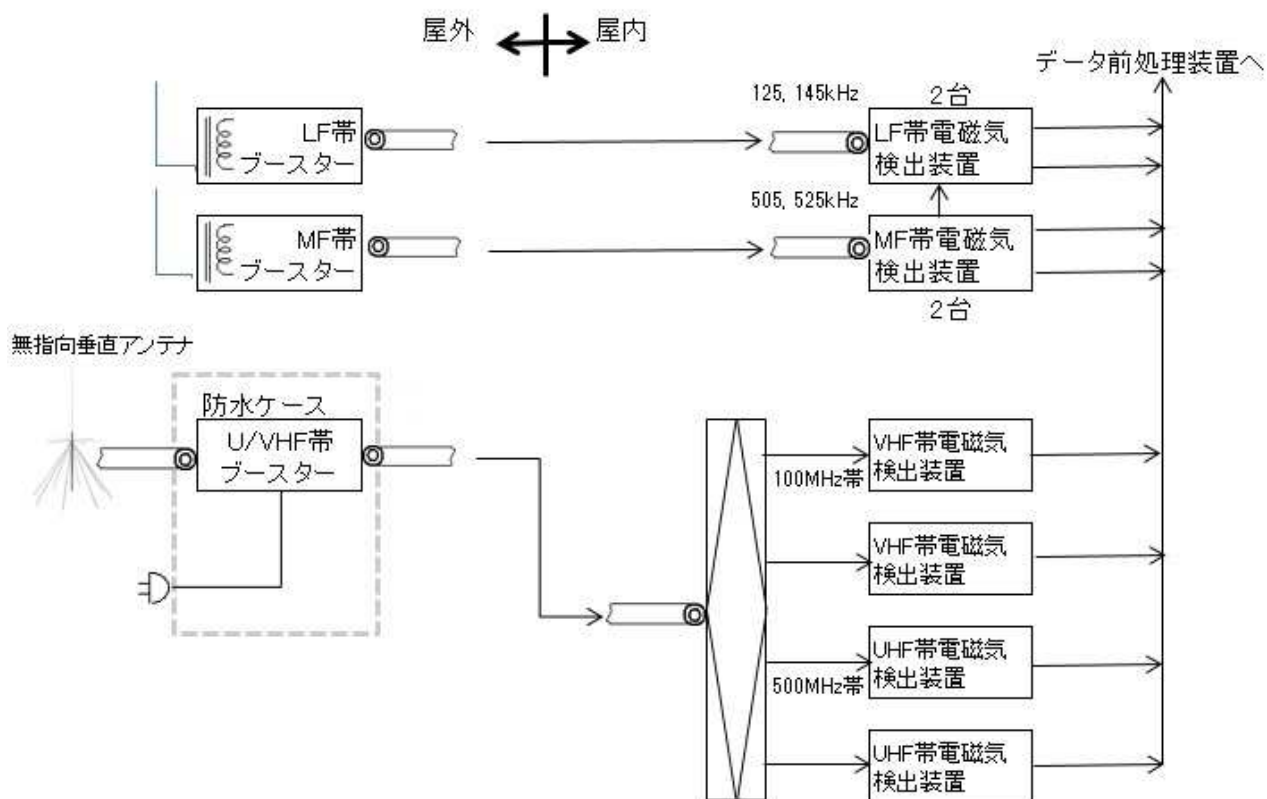 屋外
屋内
データ前処理装置へ
125, 145kHz
2台
LF帯
ブースター
LF帯電磁気
検出装置
505, 525kHz
MF帯
ブースター
MF帯電磁気
検出装置
2台
無指向垂直アンテナ
防水ケース
U/VHF帯
ブースター
100MHz帯
VHF帯電磁気
検出装置
VHF帯電磁気
検出装置
500MHz帯
UHF帯電磁気
検出装置
UHF帯電磁気
検出装置